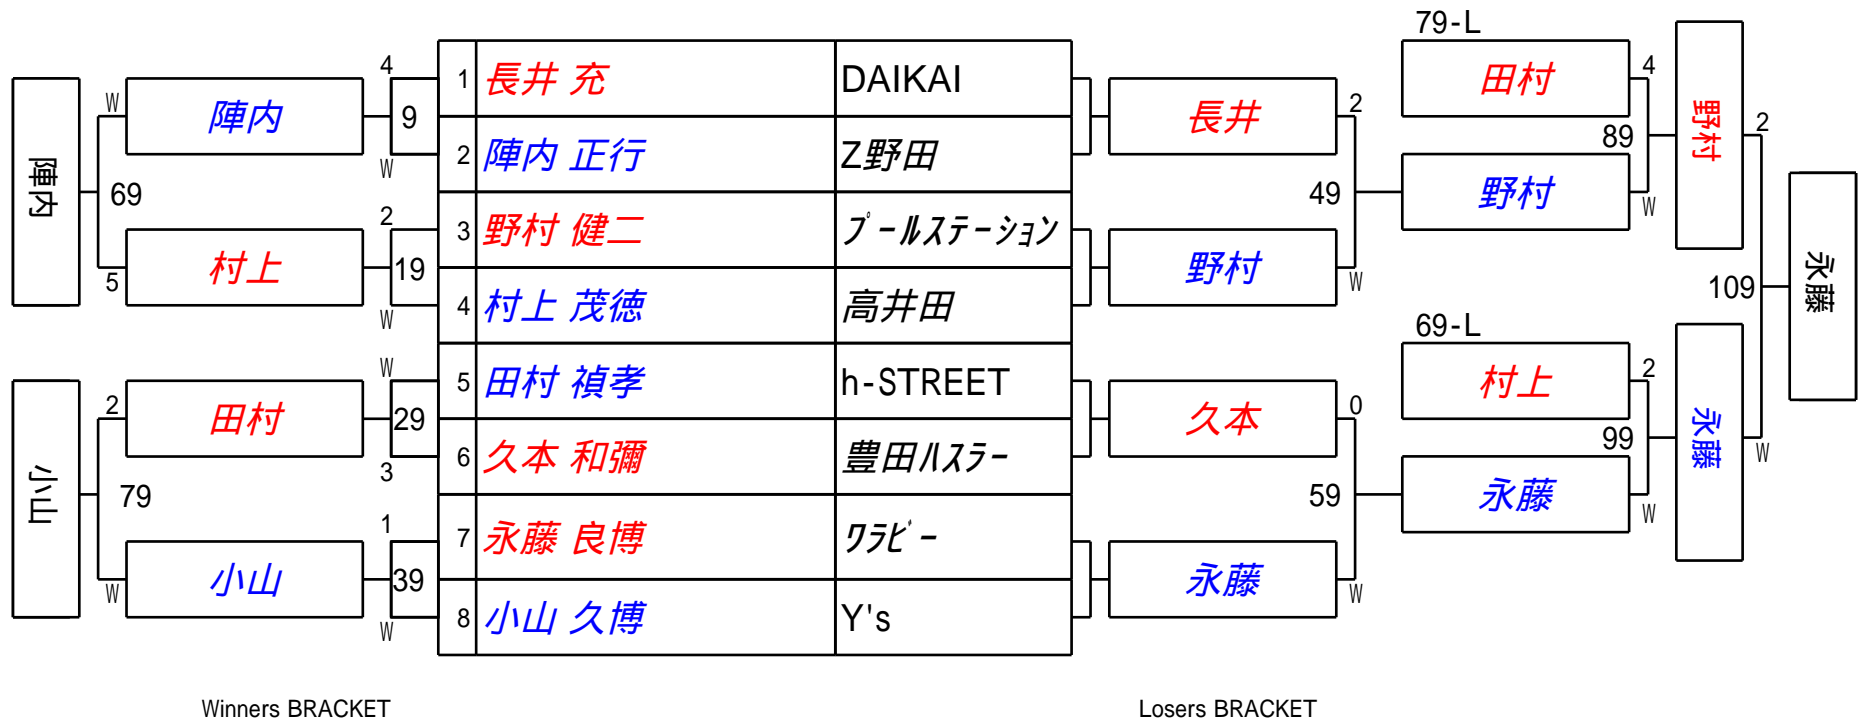 79-L
4 1 長井 充 DAIKAI 田村 4
W 陣内 9 長井 2 野村 2
2 陣内 正行 Z野田 89
陣内 W 野村
69 49 W
2 3 野村 健二 プールステーション
5 村上 19 野村
4 村上 茂徳 高井田 W 109 永藤
W 69-L
W 5 田村 禎孝 h-STREET 村上 2
2 田村 29 久本 0 永藤
6 久本 和彌 豊田ハスラー 99 W
小山 3 永藤
79 59 W
1 7 永藤 良博 ワラビー
W 小山 39 永藤 W
8 小山 久博 Y's
W
Winners BRACKET Losers BRACKET